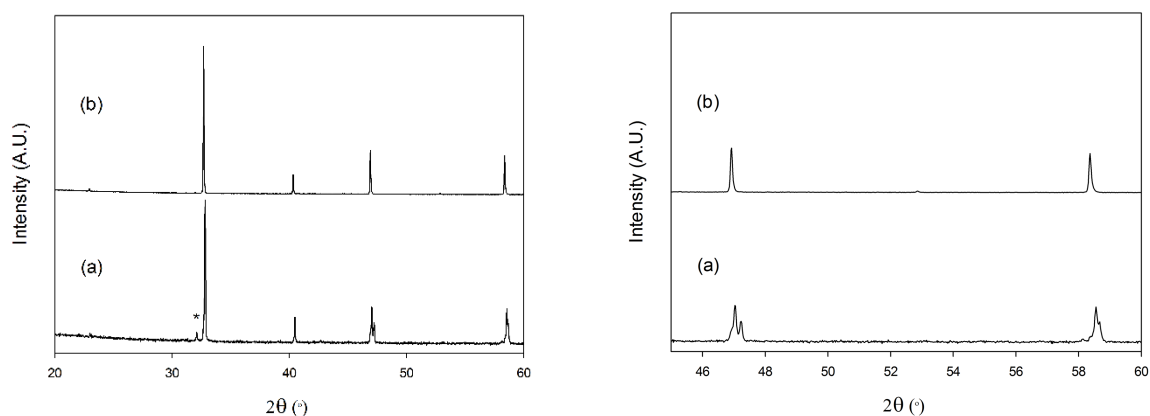 Intensity (A.U.)
(b)
(a)
*
20 30 40 50 60
2θ (°)
Intensity (A.U.)
(b)
(a)
46 48 50 52 54 56 58 60
2θ (°)